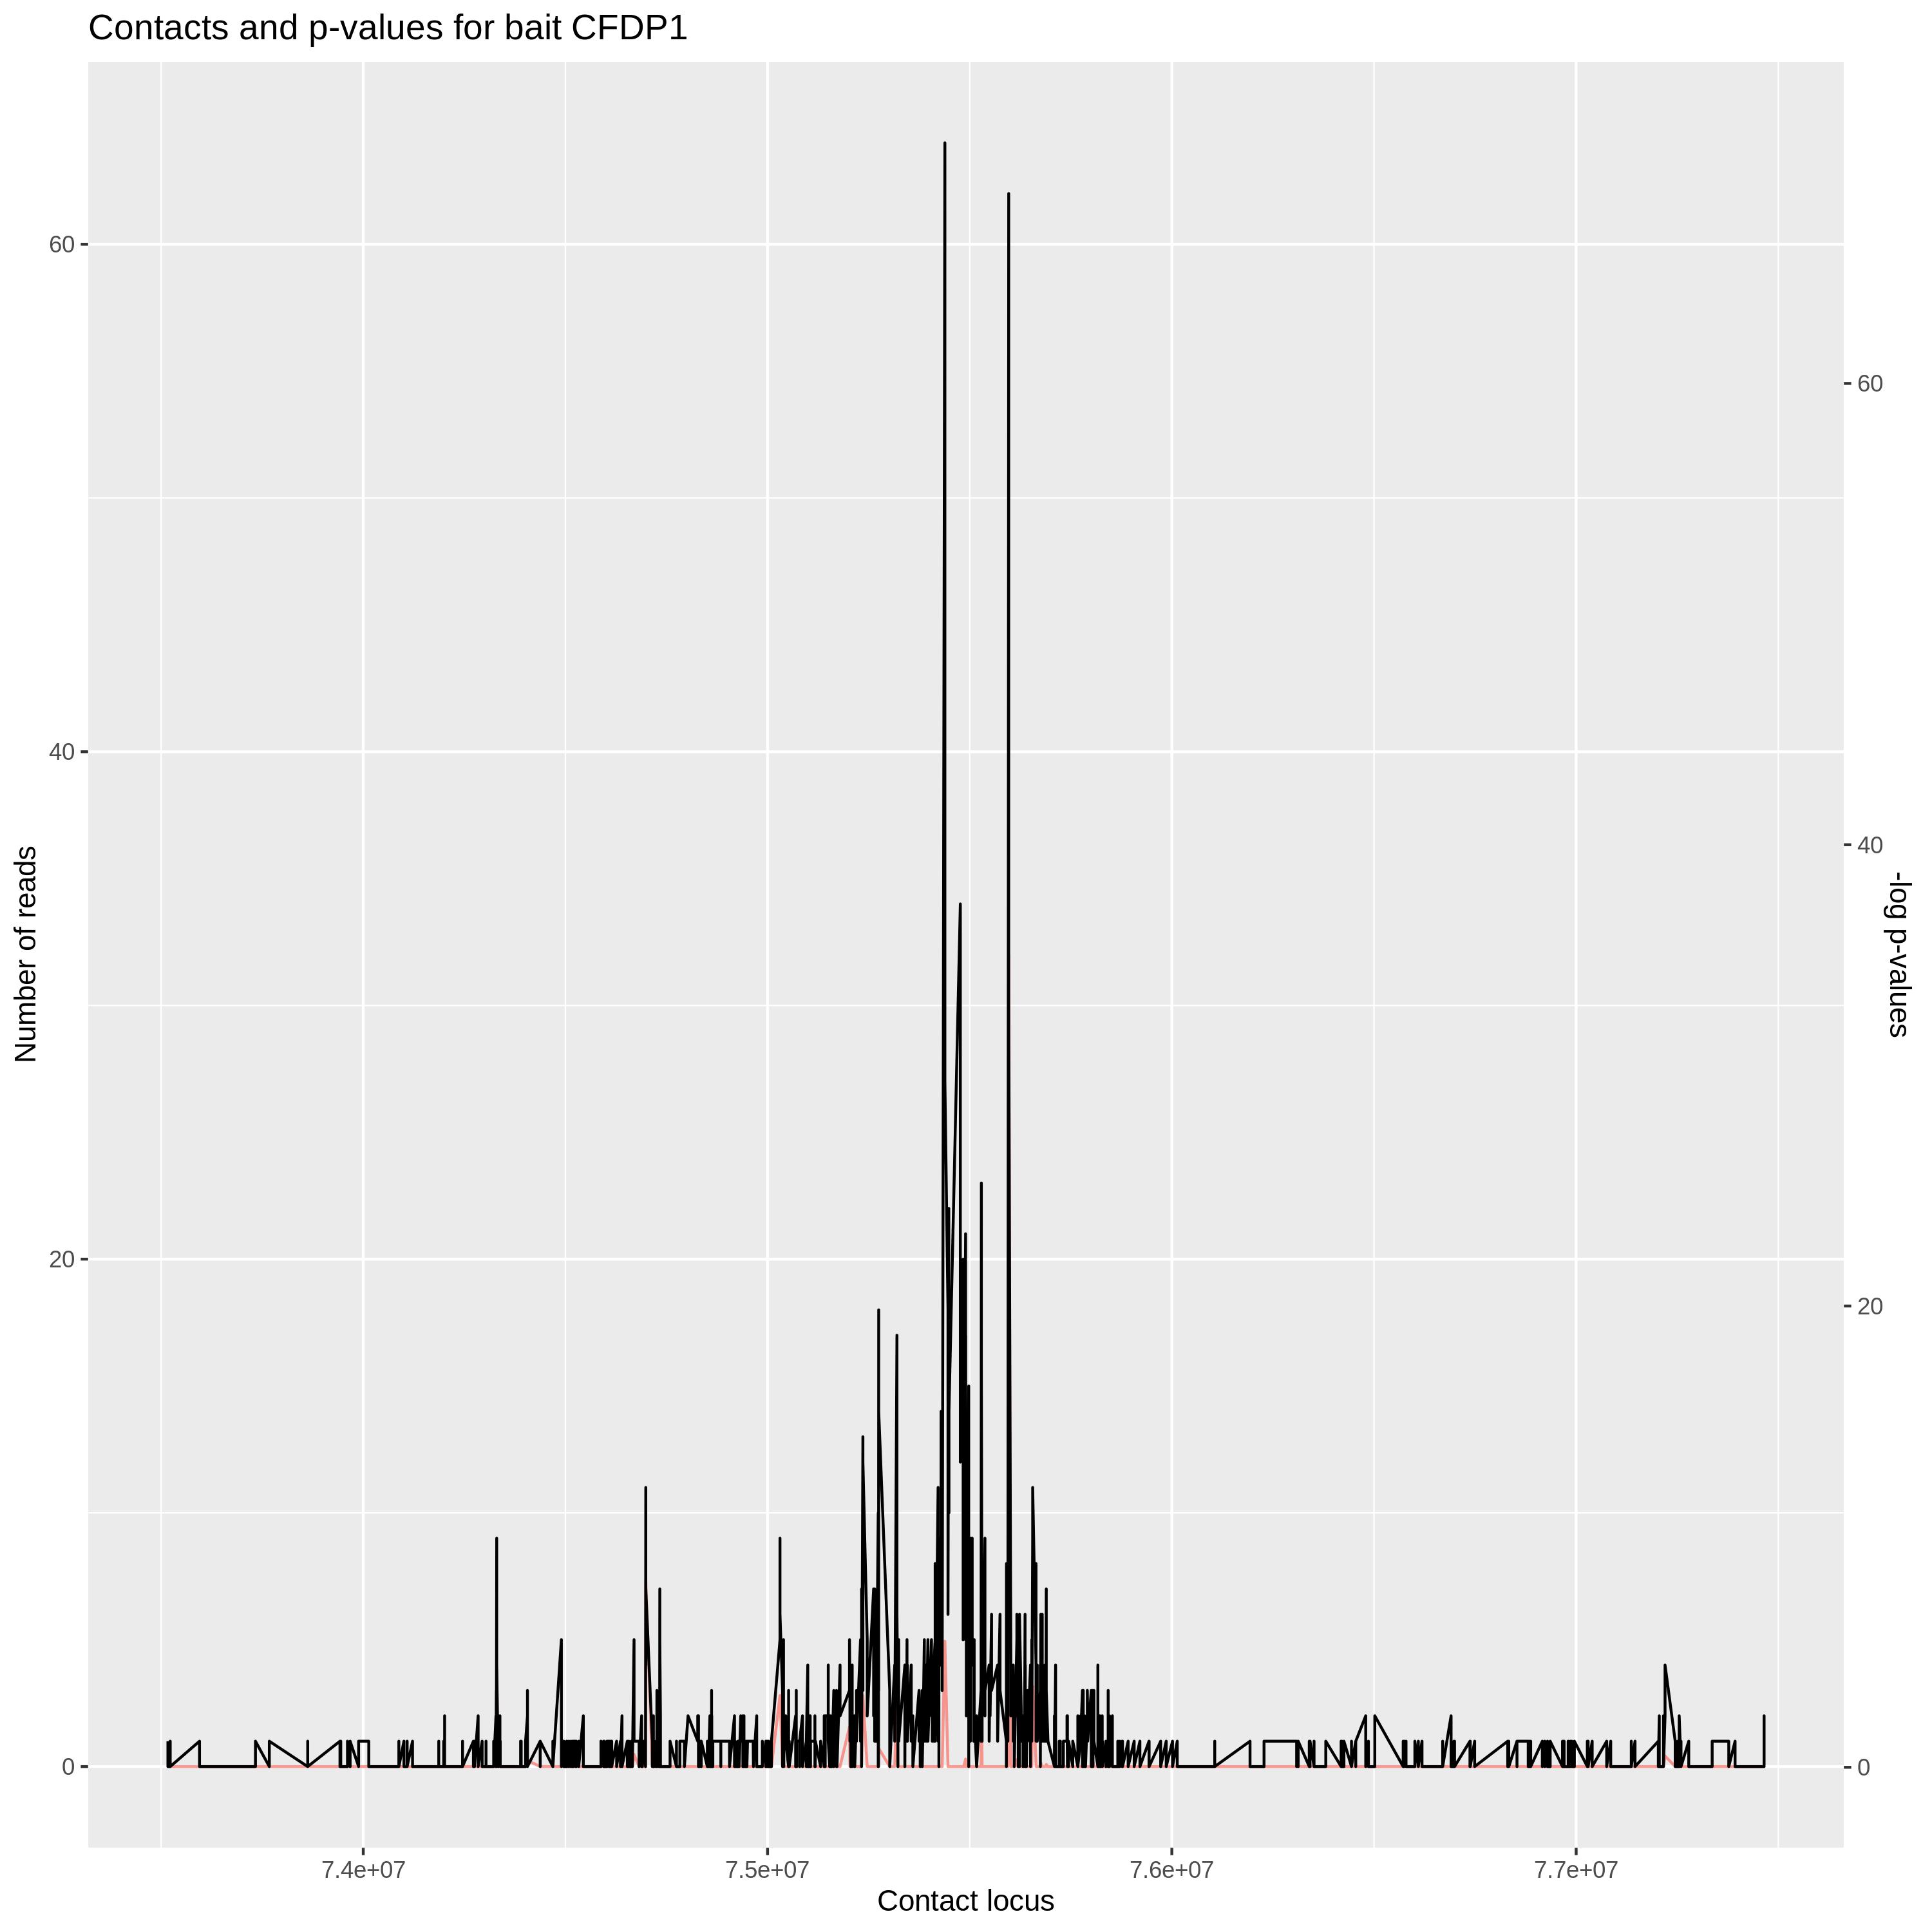 Contacts and p-values for bait CFDP1
60
40
20
0
Number of reads
60
40
20
0
-log p-values
7.4e+07 7.5e+07 7.6e+07 7.7e+07
Contact locus